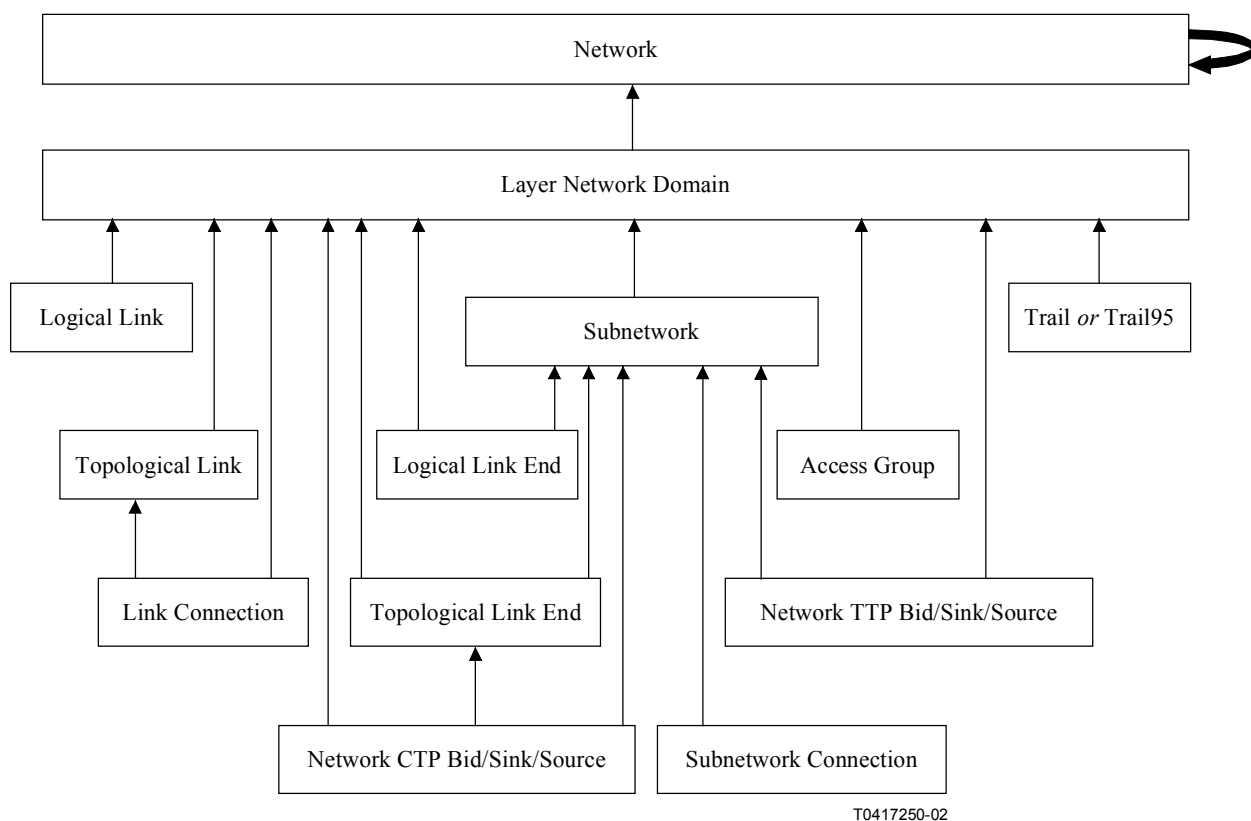 Network
Layer Network Domain
Logical Link
Subnetwork
Trail or Trail95
Topological Link
Logical Link End
Access Group
Link Connection
Topological Link End
Network TTP Bid/Sink/Source
Network CTP Bid/Sink/Source
Subnetwork Connection
T0417250-02